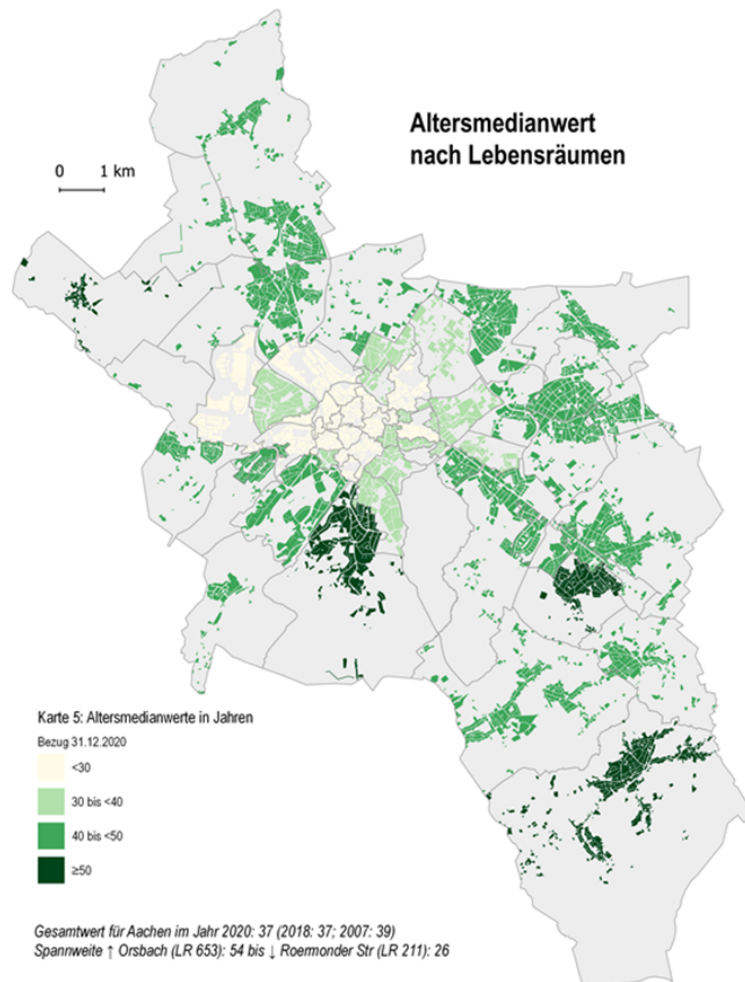 Altersmedianwert
nach Lebensräumen
0 1 km
Karte 5: Altersmedianwerte in Jahren
Bezug 31.12.2020
<30
30 bis <40
40 bis <50
≥50
Gesamtwert für Aachen im Jahr 2020: 37 (2018: 37; 2007: 39)
Spannweite ↑ Orsbach (LR 653): 54 bis ↓ Roermonder Str (LR 211): 26